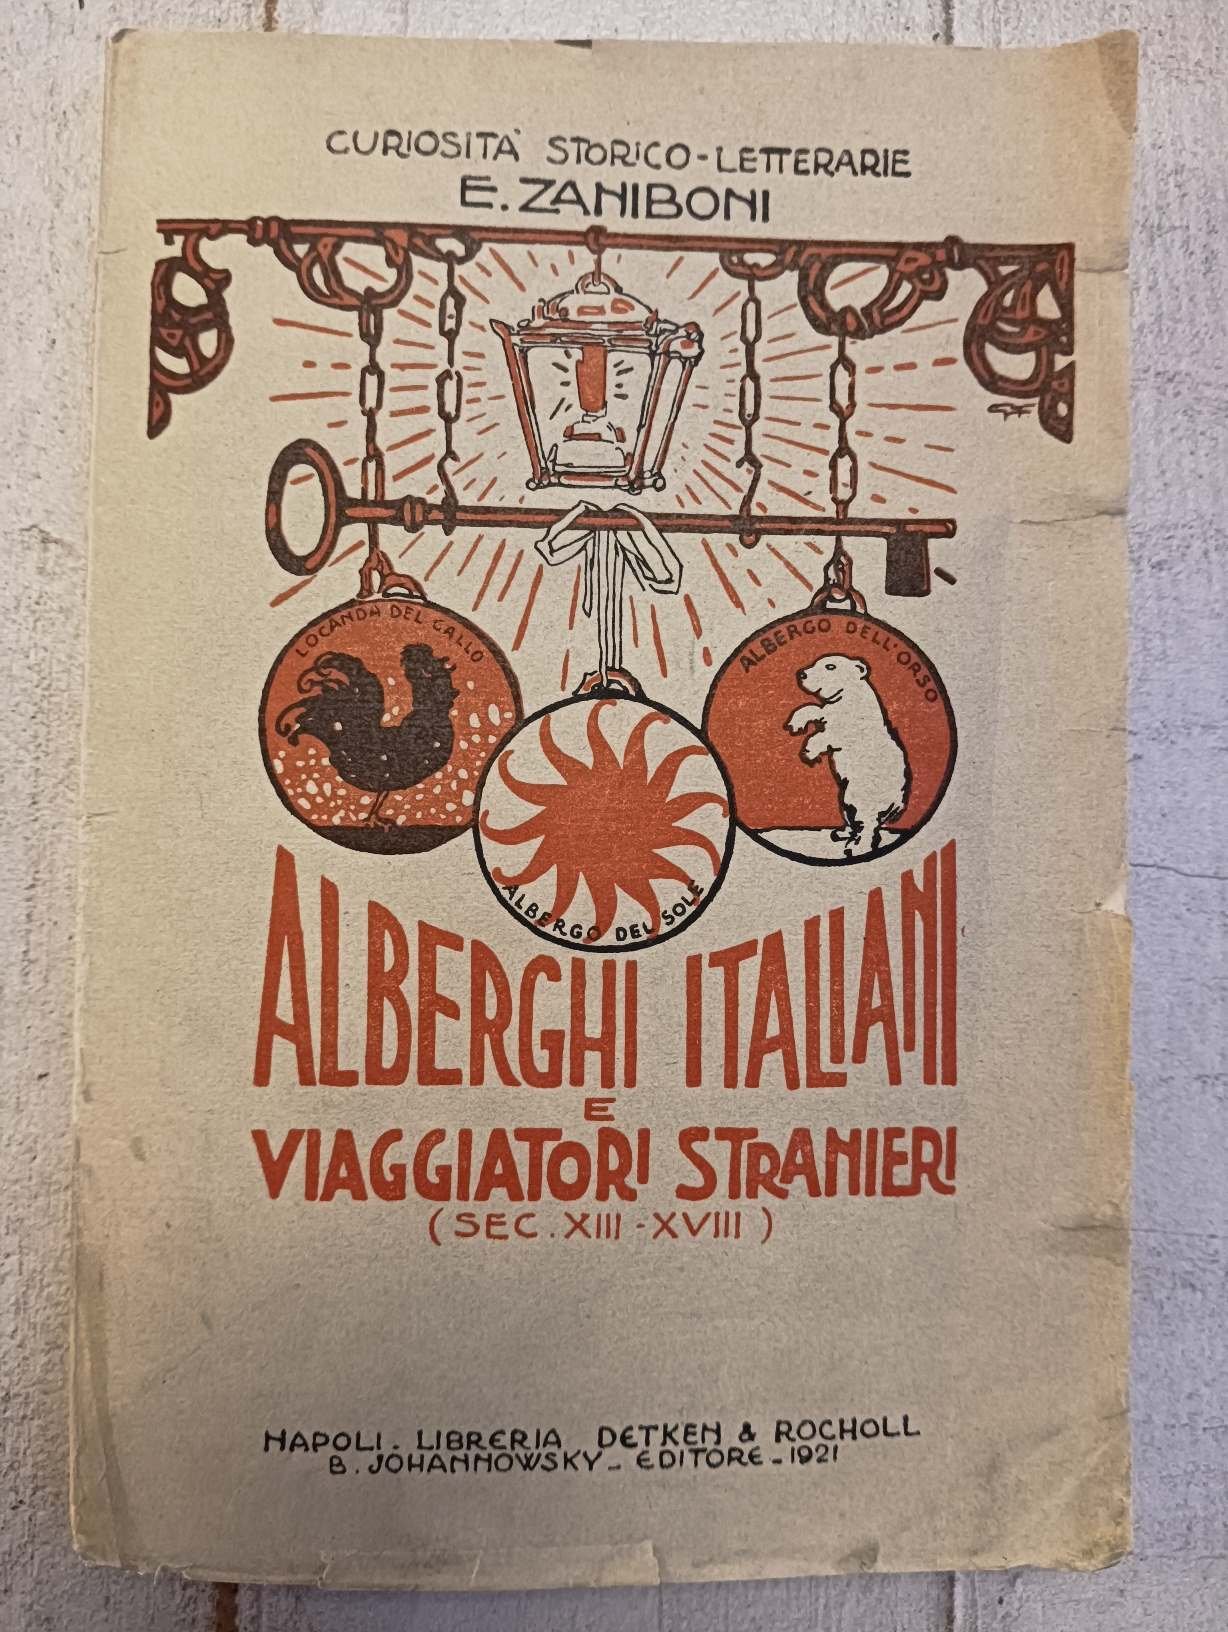 CURIOSITÀ STORICO-LETTERARIE
E. ZANIBONI
LOCANDA DEL GALLO
ALBERGO DELL'ORSO
ALBERGO DEL SOLE
ALBERGHI ITALIANI
E
VIAGGIATORI STRANIERI
(SEC. XIII - XVIII)
NAPOLI. LIBRERIA DETKEN & ROCHOLL
B. JOHANNOWSKY - EDITORE - 1921